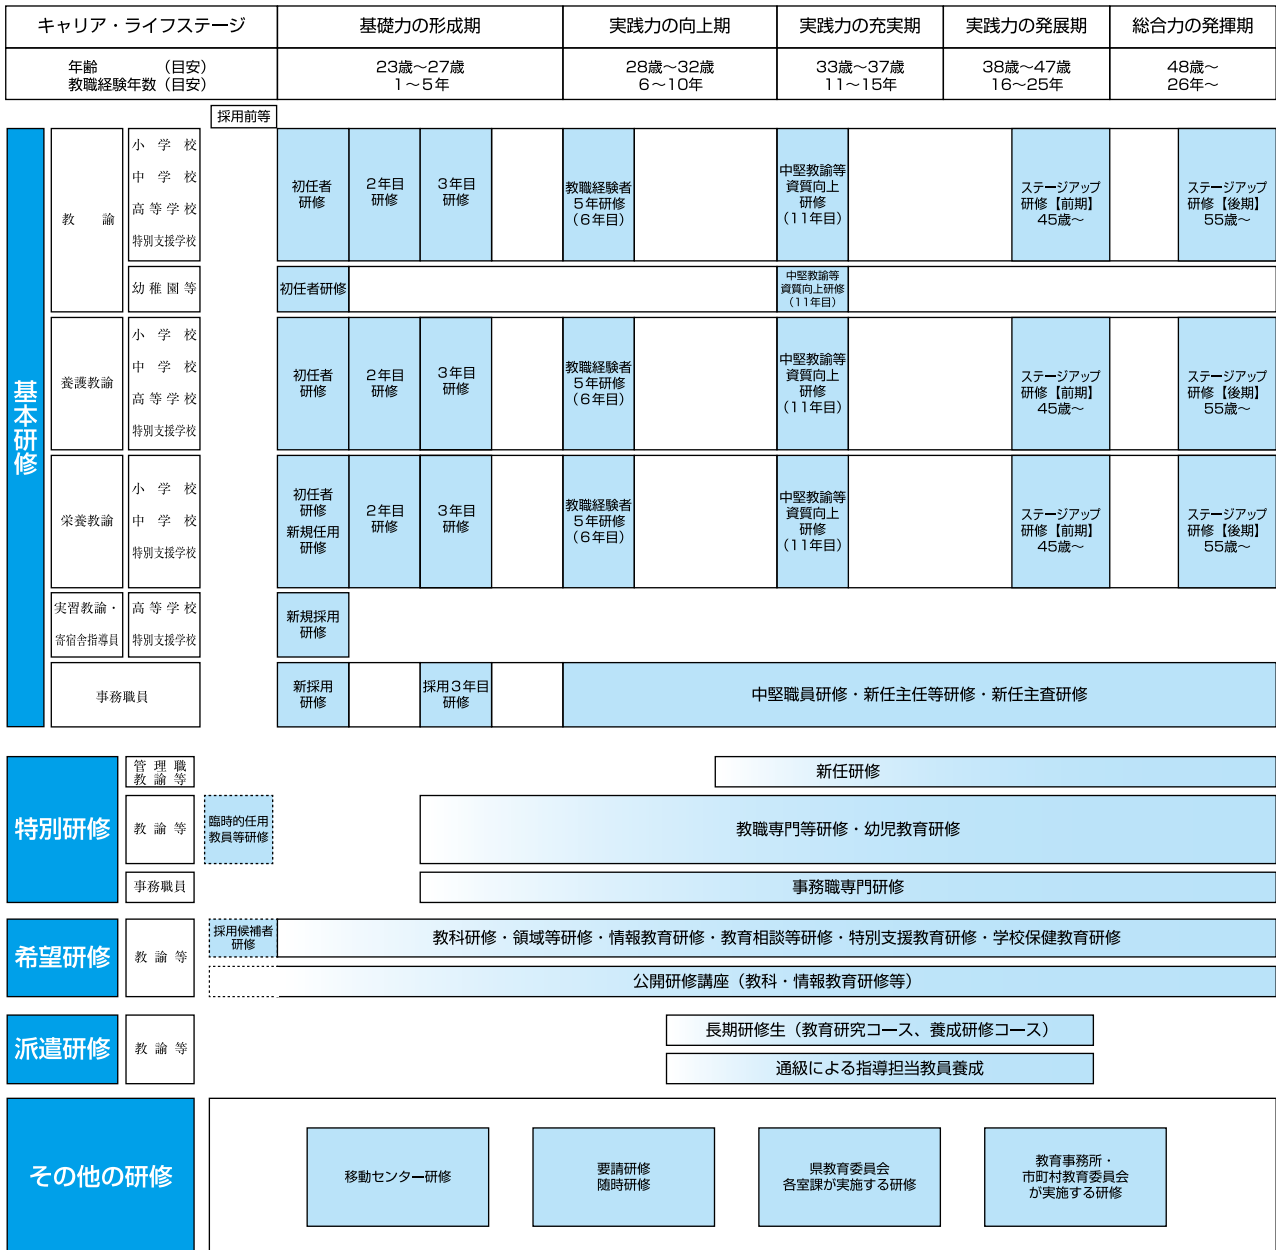 キャリア・ライフステージ
基礎力の形成期
実践力の向上期
実践力の充実期
実践力の発展期
総合力の発揮期
年齢　　　　（目安）
教職経験年数（目安）
23歳～27歳
1～5年
28歳～32歳
6～10年
33歳～37歳
11～15年
38歳～47歳
16～25年
48歳～
26年～
採用前等
基本研修
教　諭
小学校
中学校
高等学校
特別支援学校
初任者
研修
2年目
研修
3年目
研修
教職経験者
5年研修
（6年目）
中堅教諭等
資質向上
研修
（11年目）
ステージアップ
研修【前期】
45歳～
ステージアップ
研修【後期】
55歳～
幼稚園等
初任者研修
中堅教諭等
資質向上研修
（11年目）
養護教諭
小学校
中学校
高等学校
特別支援学校
初任者
研修
2年目
研修
3年目
研修
教職経験者
5年研修
（6年目）
中堅教諭等
資質向上
研修
（11年目）
ステージアップ
研修【前期】
45歳～
ステージアップ
研修【後期】
55歳～
栄養教諭
小学校
中学校
特別支援学校
初任者
研修
新規任用
研修
2年目
研修
3年目
研修
教職経験者
5年研修
（6年目）
中堅教諭等
資質向上
研修
（11年目）
ステージアップ
研修【前期】
45歳～
ステージアップ
研修【後期】
55歳～
実習教諭・
寄宿舎指導員
高等学校
特別支援学校
新規採用
研修
事務職員
新採用
研修
採用3年目
研修
中堅職員研修・新任主任等研修・新任主査研修
特別研修
管理職
教諭等
新任研修
教諭等
臨時的任用
教員等研修
教職専門等研修・幼児教育研修
事務職員
事務職専門研修
希望研修
教諭等
採用候補者
研修
教科研修・領域等研修・情報教育研修・教育相談等研修・特別支援教育研修・学校保健教育研修
公開研修講座（教科・情報教育研修等）
派遣研修
教諭等
長期研修生（教育研究コース、養成研修コース）
通級による指導担当教員養成
その他の研修
移動センター研修
要請研修
随時研修
県教育委員会
各室課が実施する研修
教育事務所・
市町村教育委員会
が実施する研修